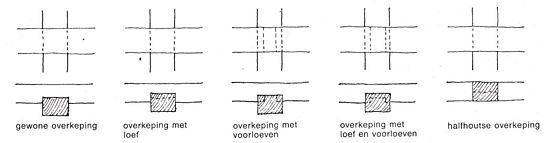 gewone overkeping
overkeping met
loef
overkeping met
voorloeven
overkeping met
loef en voorloeven
halfhoutse overkeping